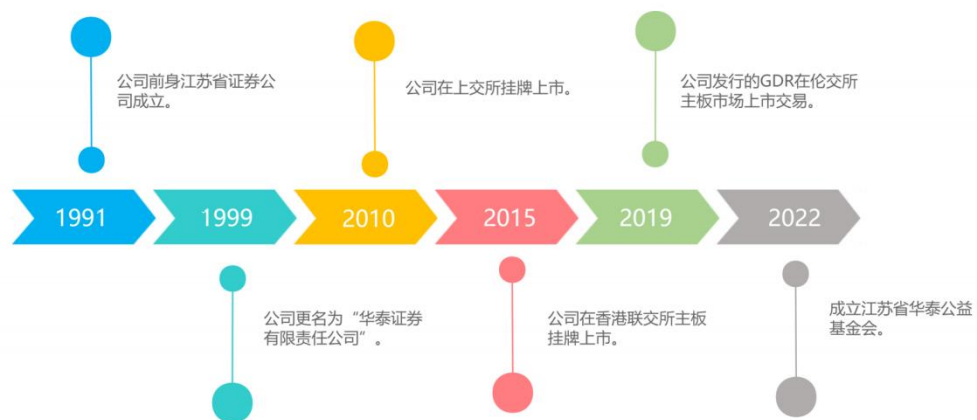 公司前身江苏省证券公
司成立。
公司在上交所挂牌上市。
公司发行的GDR在伦交所
主板市场上市交易。
1991
1999
2010
2015
2019
2022
公司更名为“华泰证券
有限责任公司”。
公司在香港联交所主板
挂牌上市。
成立江苏省华泰公益
基金会。